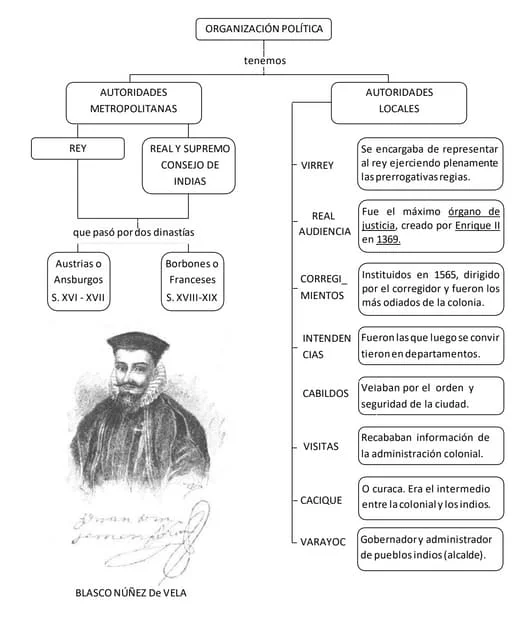 ORGANIZACIÓN POLÍTICA
tenemos
AUTORIDADES
METROPOLITANAS
REY
REAL Y SUPREMO
CONSEJO DE
INDIAS
que pasó por dos dinastías
Austrias o
Ansburgos
S. XVI - XVII
Borbones o
Franceses
S. XVIII-XIX
BLASCO NÚÑEZ De VELA
AUTORIDADES
LOCALES
VIRREY
Se encargaba de representar
al rey ejerciendo plenamente
las prerrogativas regias.
REAL
AUDIENCIA
Fue el máximo órgano de
justicia, creado por Enrique II
en 1369.
CORREGI_
MIENTOS
Instituidos en 1565, dirigido
por el corregidor y fueron los
más odiados de la colonia.
INTENDEN
CIAS
Fueron las que luego se convir
tieron en departamentos.
CABILDOS
Veiaban por el orden y
seguridad de la ciudad.
VISITAS
Recababan información de
la administración colonial.
CACIQUE
O curaca. Era el intermedio
entre la colonial y los indios.
VARAYOC
Gobernador y administrador
de pueblos indios (alcalde).